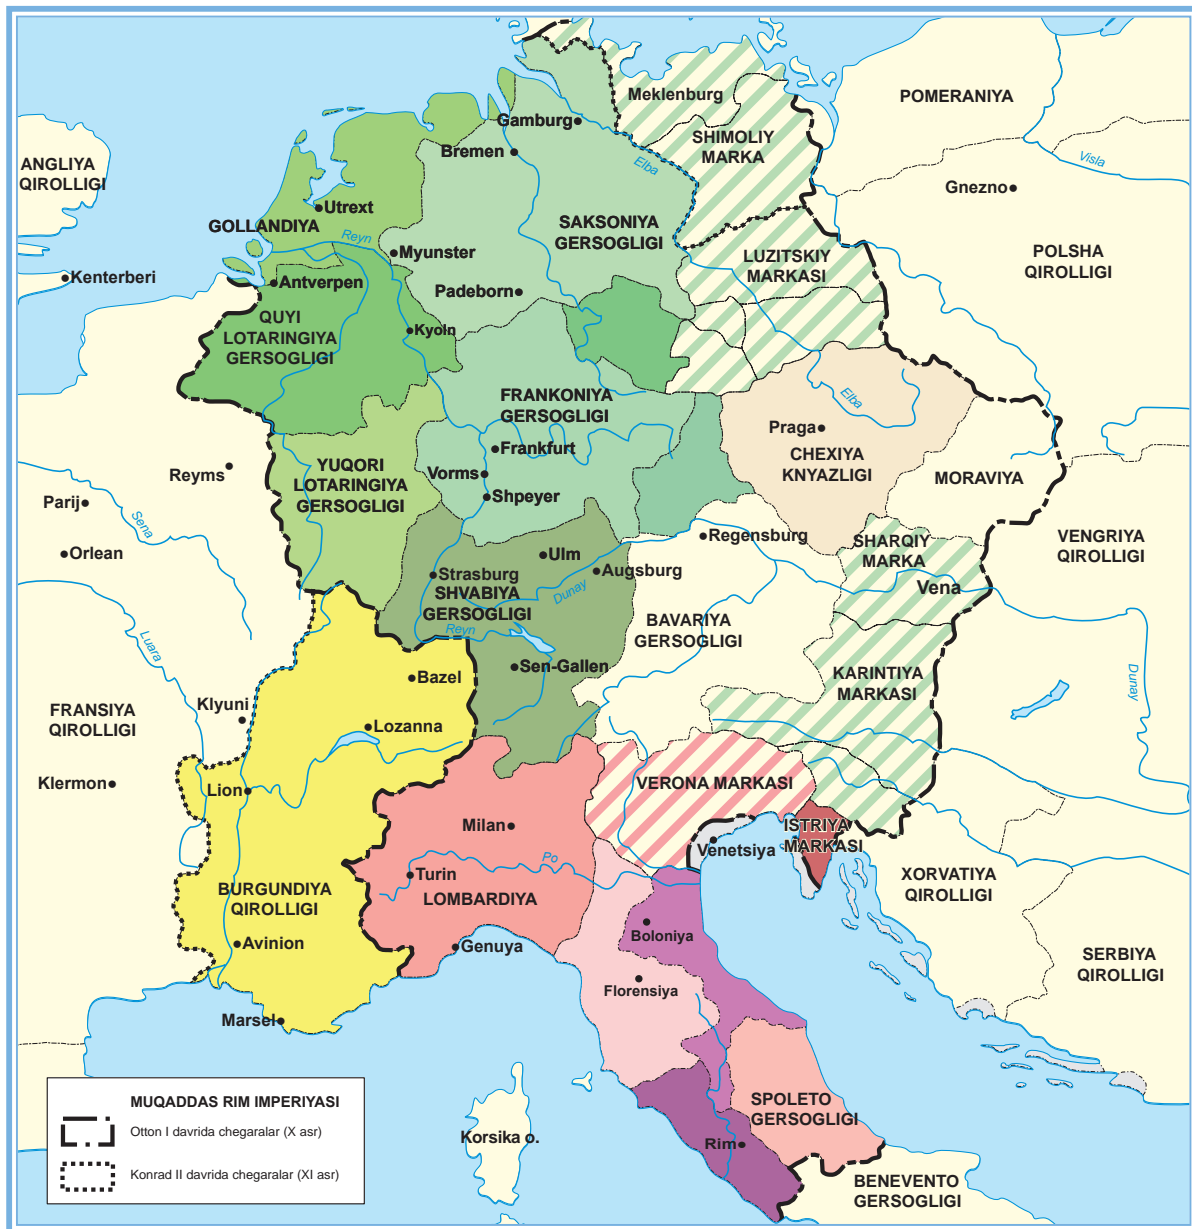 Meklenburg
POMERANIYA
Gamburg
SHIMOLIY
MARKA
Bremen
Elba
Visla
ANGLIYA
QIROLLIGI
Gnezno
Utrext
GOLLANDIYA
Reyn
SAKSONIYA
GERSOGLIGI
Myunster
LUZITSKIY
MARKASI
POLSHA
QIROLLIGI
Kenterberi
Antverpen
Padeborn
QUYI
LOTARINGIYA
GERSOGLIGI
Kyoln
FRANKONIYA
GERSOGLIGI
Elba
Praga
Frankfurt
CHEXIYA
KNYAZLIGI
YUQORI
LOTARINGIYA
GERSOGLIGI
Reyms
Vorms
MORAVIYA
Parij
Shpeyer
Sena
Orlean
Ulm
Regensburg
SHARQIY
MARKA
VENGRIYA
QIROLLIGI
Strasburg
Augsburg
SHVABIYA
GERSOGLIGI
Dunay
Vena
Reyn
BAVARIYA
GERSOGLIGI
Luara
Sen-Gallen
Bazel
KARINTIYA
MARKASI
Dunay
Klyuni
FRANSIYA
QIROLLIGI
Lozanna
Klermon
Lion
VERONA MARKASI
Milan
ISTRIYA
MARKASI
Venetsiya
Po
Turin
LOMBARDIYA
XORVATIYA
QIROLLIGI
BURGUNDIYA
QIROLLIGI
Avinion
Genuya
Boloniya
SERBIYA
QIROLLIGI
Florensiya
Marsel
MUQADDAS RIM IMPERIYASI
Otton I davrida chegaralar (X asr)
Konrad II davrida chegaralar (XI asr)
SPOLETO
GERSOGLIGI
Korsika o.
Rim
BENEVENTO
GERSOGLIGI